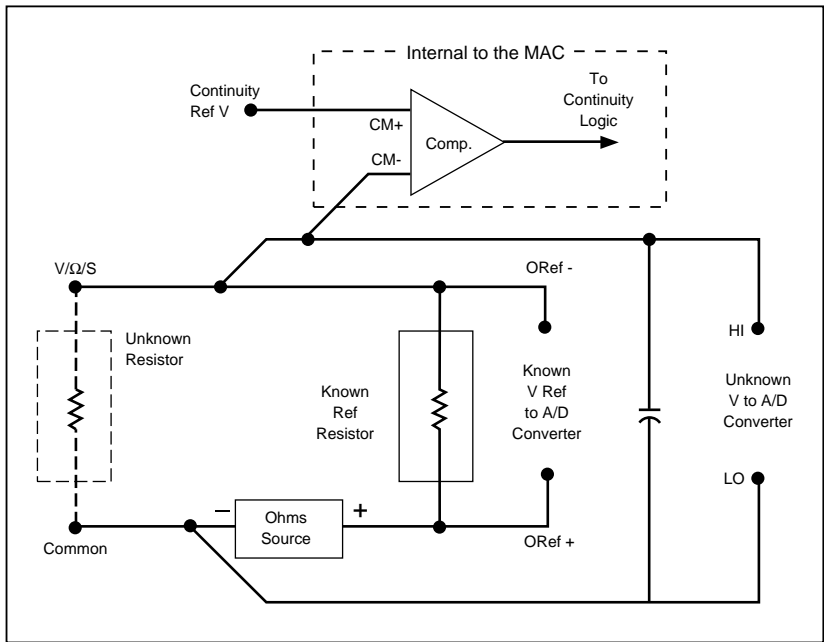 Internal to the MAC
Continuity
Ref V
CM+
CM-
Comp.
To
Continuity
Logic
V/Ω/S
ORef -
Unknown
Resistor
Known
Ref
Resistor
Known
V Ref
to A/D
Converter
HI
Unknown
V to A/D
Converter
LO
−
Ohms
Source
+
Common
ORef +